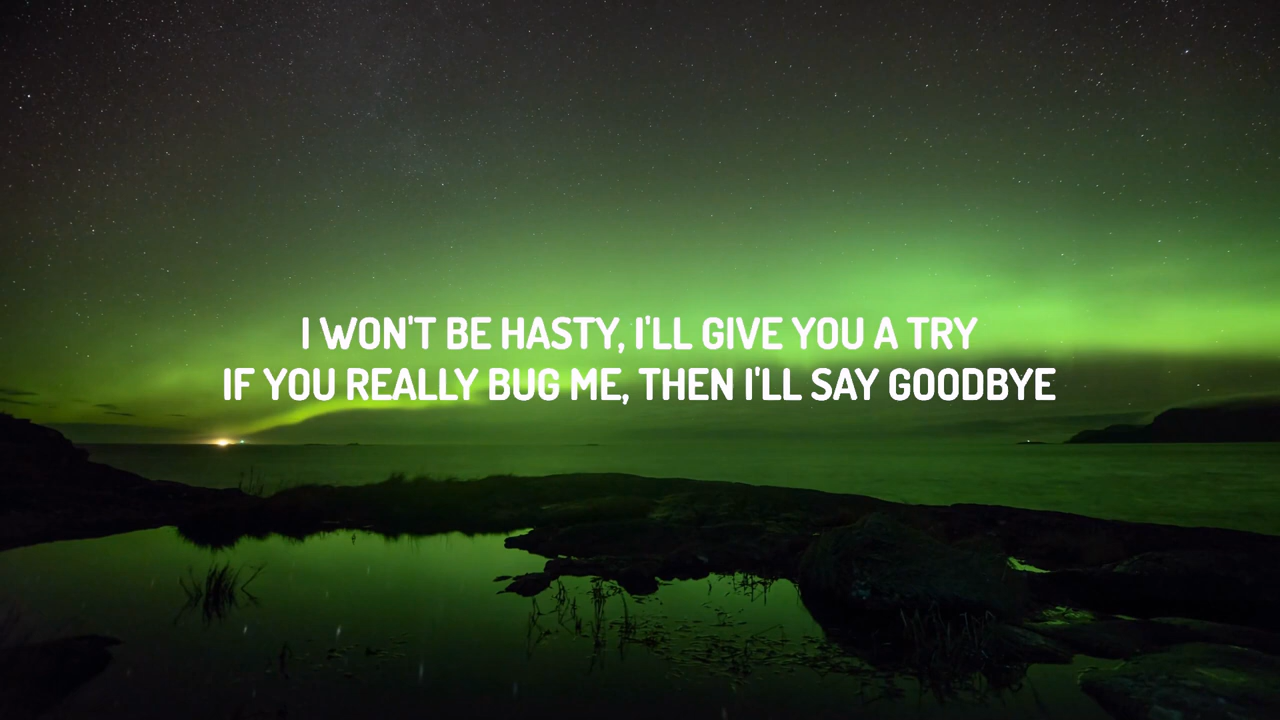 I WON'T BE HASTY, I'LL GIVE YOU A TRY
IF YOU REALLY BUG ME, THEN I'LL SAY GOODBYE